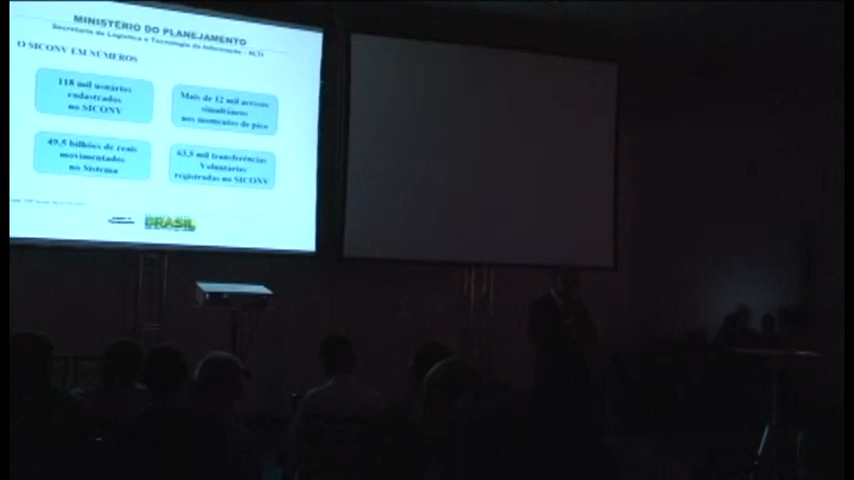 MINISTÉRIO DO PLANEJAMENTO
Secretaria de Logística e Tecnologia da Informação - SLTI
O SICONV EM NÚMEROS
118 mil usuários
cadastrados
no SICONV
Mais de 12 mil acessos
simultâneos
nos momentos de pico
49,5 bilhões de reais
movimentados
no Sistema
63,5 mil transferências
Voluntárias
registradas no SICONV
BRASIL